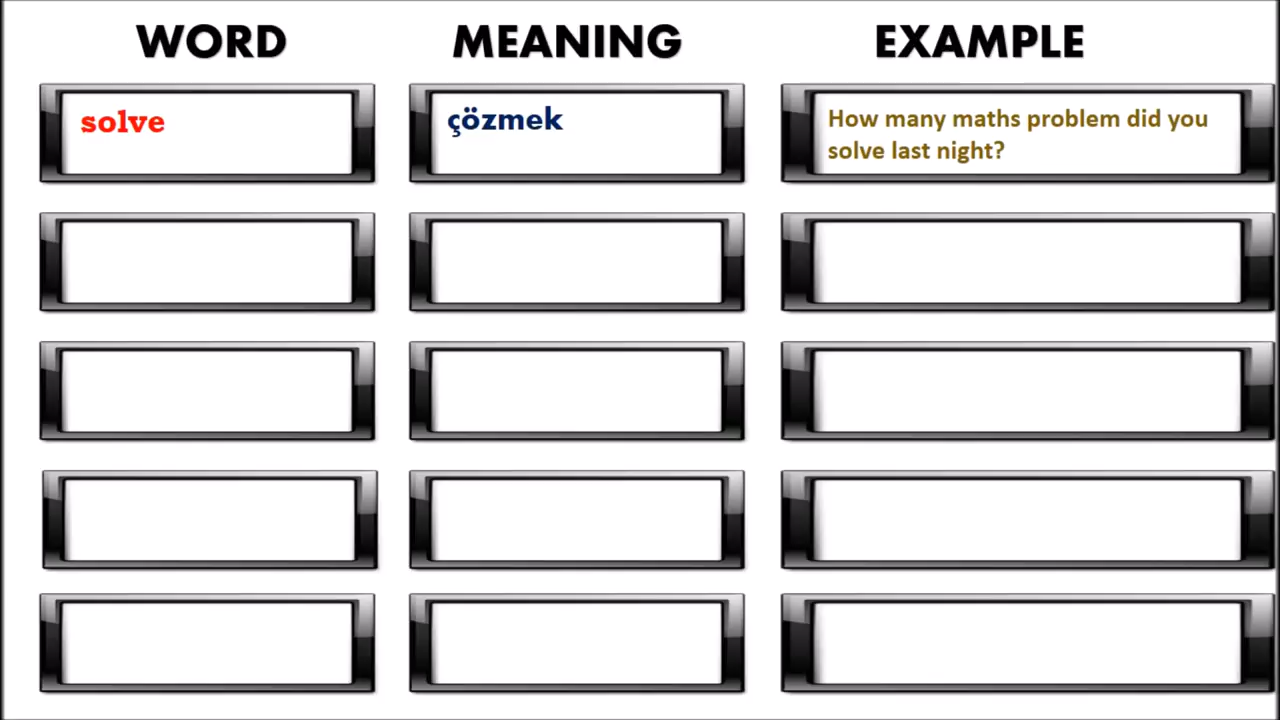 WORD MEANING EXAMPLE
solve
çözmek
How many maths problem did you
solve last night?